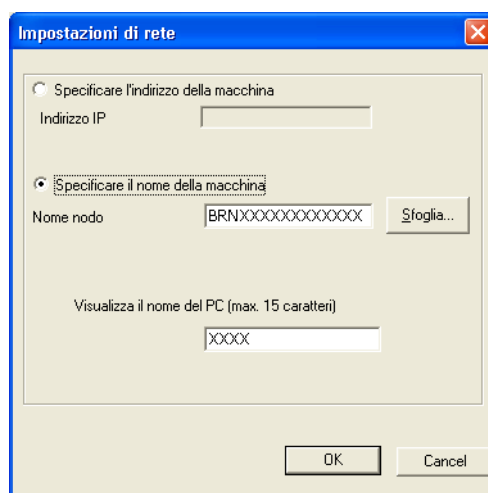 Impostazioni di rete
Specificare l'indirizzo della macchina
Indirizzo IP
Specificare il nome della macchina
Nome nodo BRNXXXXXXXXXXXX Sfoglia...
Visualizza il nome del PC (max. 15 caratteri)
XXXX
OK Cancel